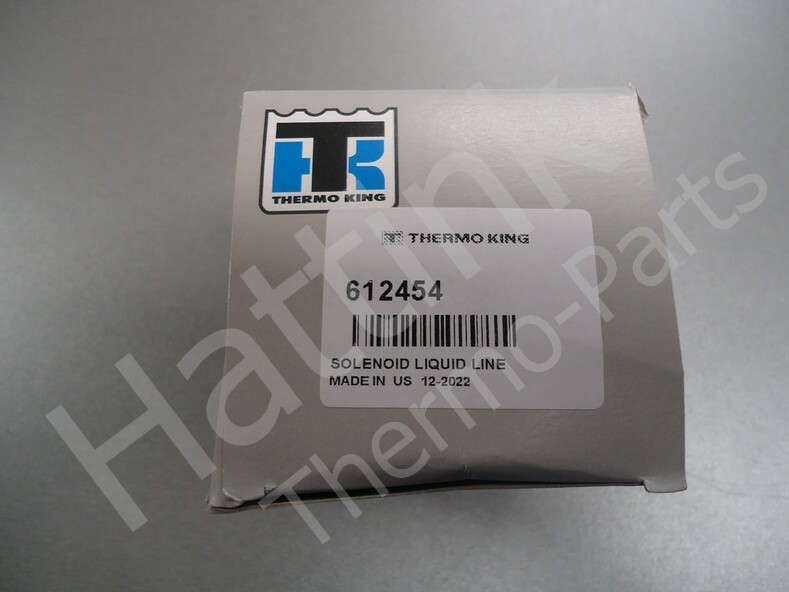 TK
THERMO KING
THERMO KING
612454
SOLENOID LIQUID LINE
MADE IN US 12-2022
Hattink
Thermo-Parts